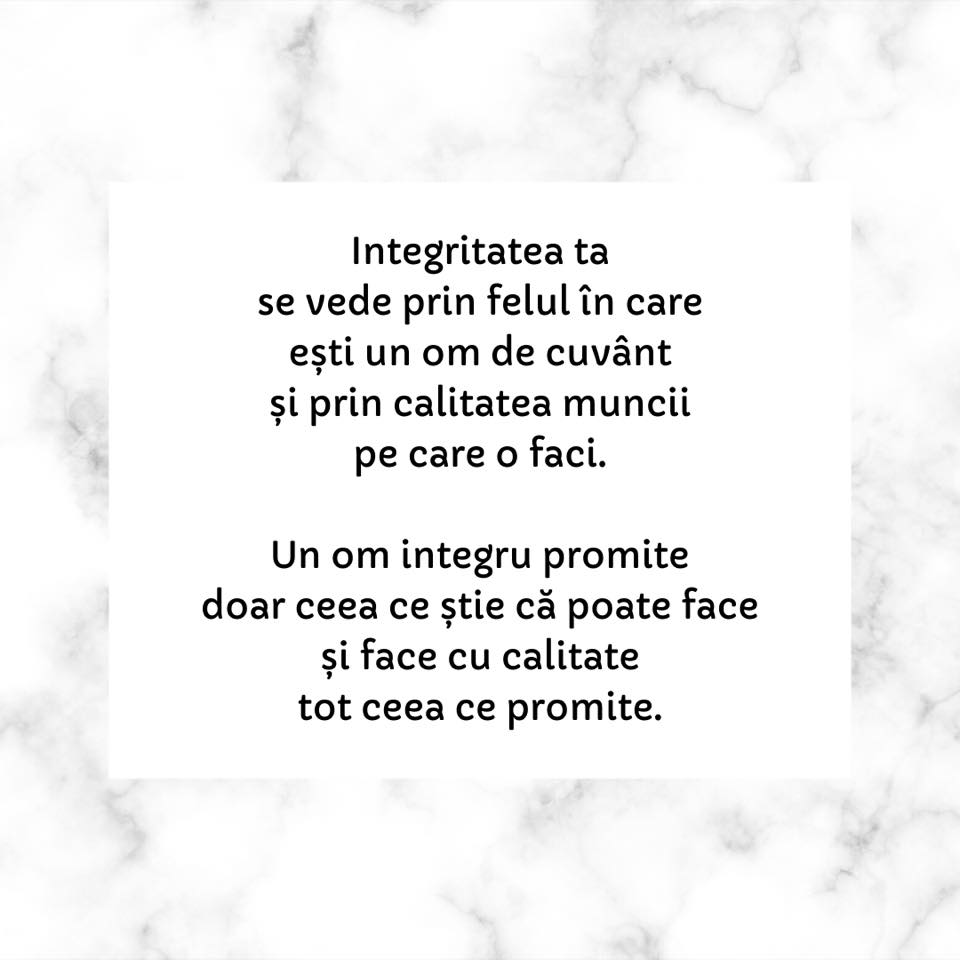 Integritatea ta
se vede prin felul în care
ești un om de cuvânt
și prin calitatea muncii
pe care o faci.
Un om integru promite
doar ceea ce știe că poate face
și face cu calitate
tot ceea ce promite.